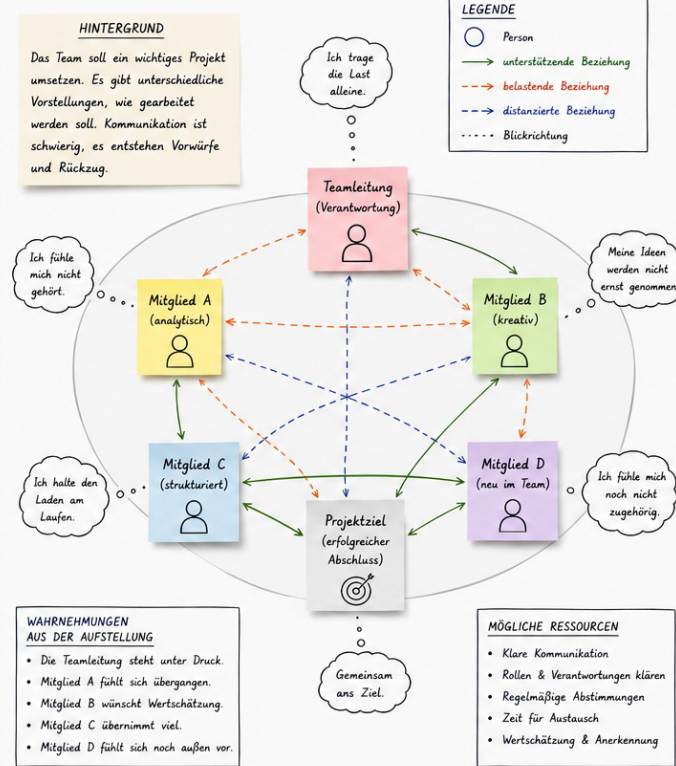 HINTERGRUND
Das Team soll ein wichtiges Projekt
umsetzen. Es gibt unterschiedliche
Vorstellungen, wie gearbeitet
werden soll. Kommunikation ist
schwierig, es entstehen Vorwürfe
und Rückzug.
LEGENDE
Person
unterstützende Beziehung
belastende Beziehung
distanzierte Beziehung
Blickrichtung
Ich trage
die Last
alleine.
Teamleitung
(Verantwortung)
Ich fühle
mich nicht
gehört.
Mitglied A
(analytisch)
Mitglied B
(kreativ)
Meine Ideen
werden nicht
ernst genommen
Ich halte den
Laden am
Laufen.
Mitglied C
(strukturiert)
Mitglied D
(neu im Team)
Ich fühle mich
noch nicht
zugehörig.
Projektziel
(erfolgreicher
Abschluss)
Gemeinsam
ans Ziel.
WAHRNEHMUNGEN
AUS DER AUFSTELLUNG
• Die Teamleitung steht unter Druck.
• Mitglied A fühlt sich übergangen.
• Mitglied B wünscht Wertschätzung.
• Mitglied C übernimmt viel.
• Mitglied D fühlt sich noch außen vor.
MÖGLICHE RESSOURCEN
• Klare Kommunikation
• Rollen & Verantwortungen klären
• Regelmäßige Abstimmungen
• Zeit für Austausch
• Wertschätzung & Anerkennung